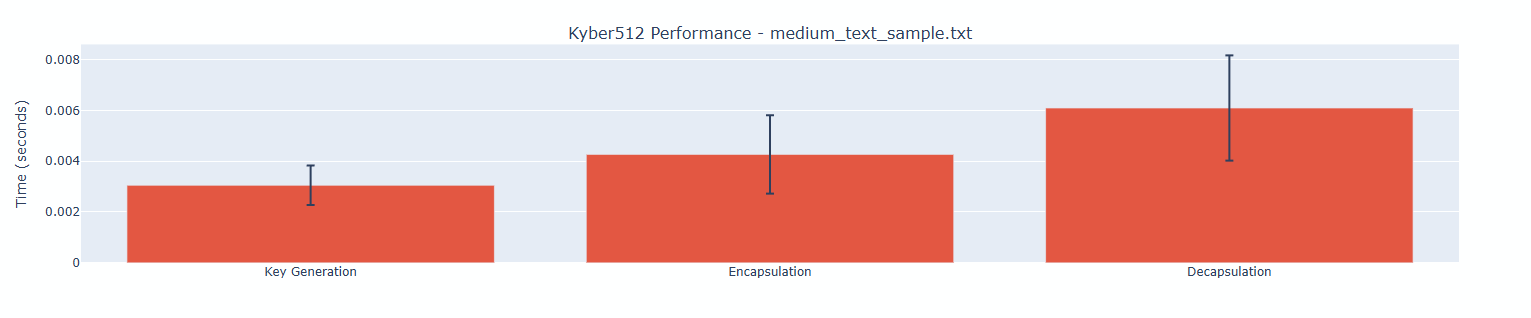 Kyber512 Performance - medium_text_sample.txt
Time (seconds)
0.008
0.006
0.004
0.002
0
Key Generation
Encapsulation
Decapsulation